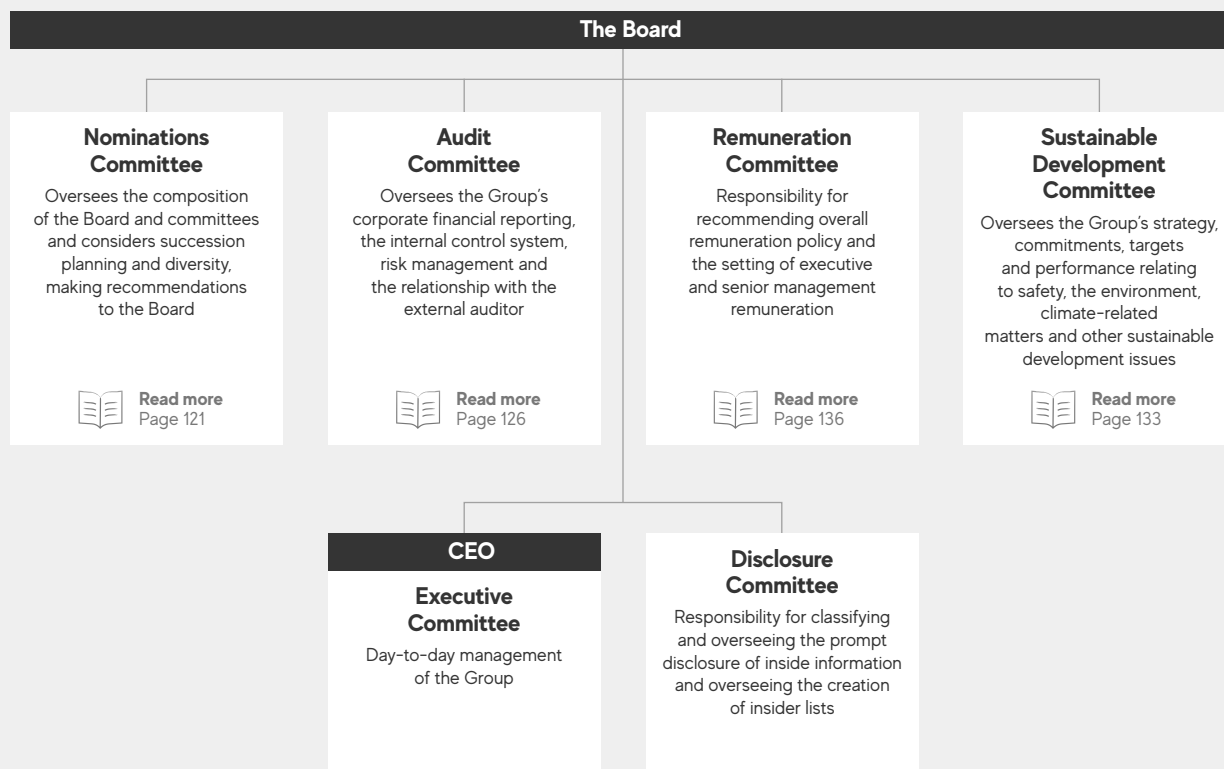 The Board
Nominations
Committee
Oversees the composition
of the Board and committees
and considers succession
planning and diversity,
making recommendations
to the Board
Read more
Page 121
Audit
Committee
Oversees the Group's
corporate financial reporting,
the internal control system,
risk management and
the relationship with the
external auditor
Read more
Page 126
Remuneration
Committee
Responsibility for
recommending overall
remuneration policy and
the setting of executive
and senior management
remuneration
Read more
Page 136
Sustainable
Development
Committee
Oversees the Group's strategy,
commitments, targets
and performance relating
to safety, the environment,
climate-related
matters and other sustainable
development issues
Read more
Page 133
CEO
Executive
Committee
Day-to-day management
of the Group
Disclosure
Committee
Responsibility for classifying
and overseeing the prompt
disclosure of inside information
and overseeing the creation
of insider lists